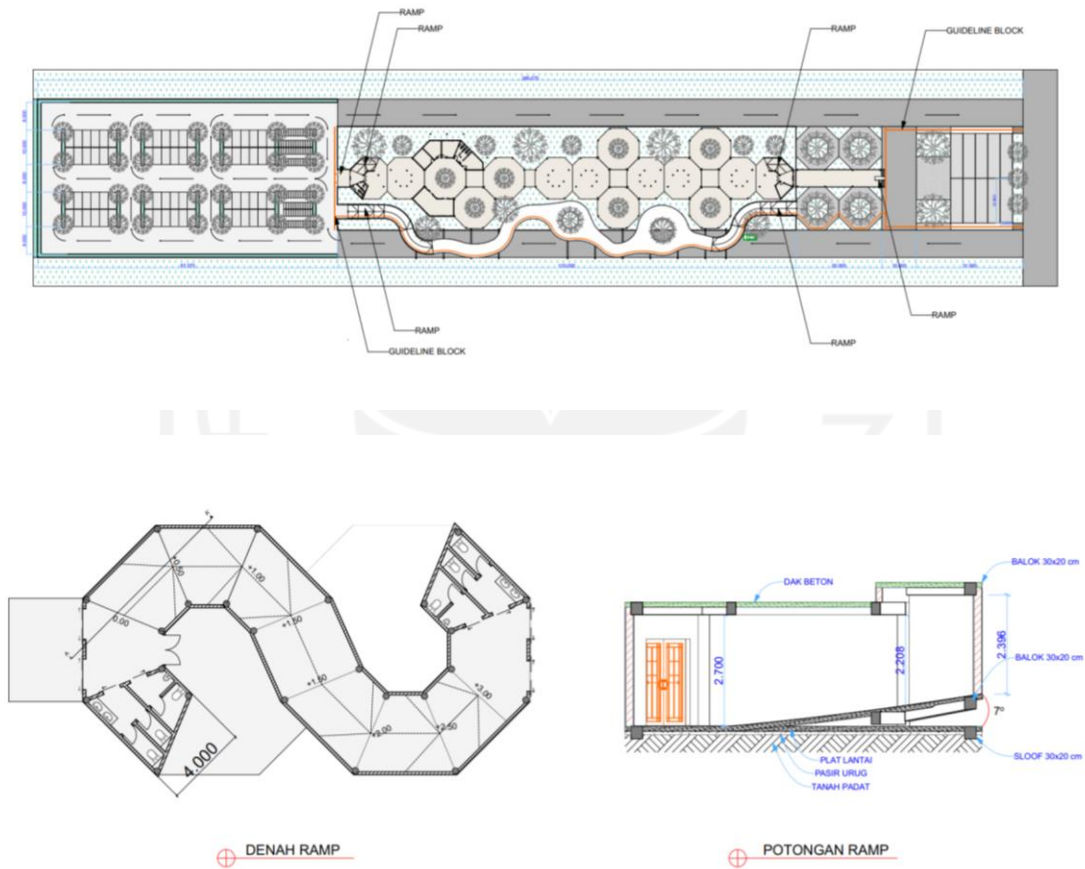 RAMP
RAMP
RAMP
GUIDELINE BLOCK
RAMP
RAMP
RAMP
GUIDELINE BLOCK
0.00
+0.50
+1.00
+1.50
+1.50
+2.00
+2.50
+3.00
4.000
DENAH RAMP
DAK BETON
BALOK 30x20 cm
2.700
2.208
2.396
BALOK 30x20 cm
7°
SLOOF 30x20 cm
PLAT LANTAI
PASIR URUG
TANAH PADAT
POTONGAN RAMP